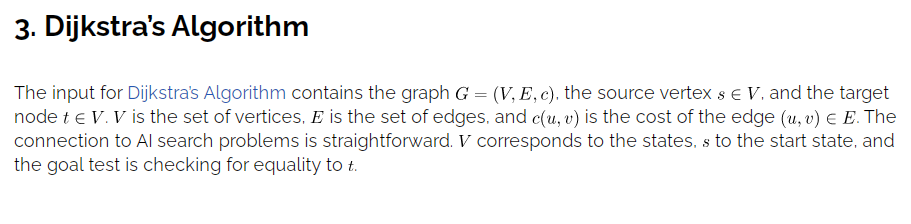 3. Dijkstra's Algorithm
The input for Dijkstra's Algorithm contains the graph G = (V, E, c), the source vertex s ∈ V, and the target
node t ∈ V. V is the set of vertices, E is the set of edges, and c(u, v) is the cost of the edge (u, v) ∈ E. The
connection to AI search problems is straightforward. V corresponds to the states, s to the start state, and
the goal test is checking for equality to t.